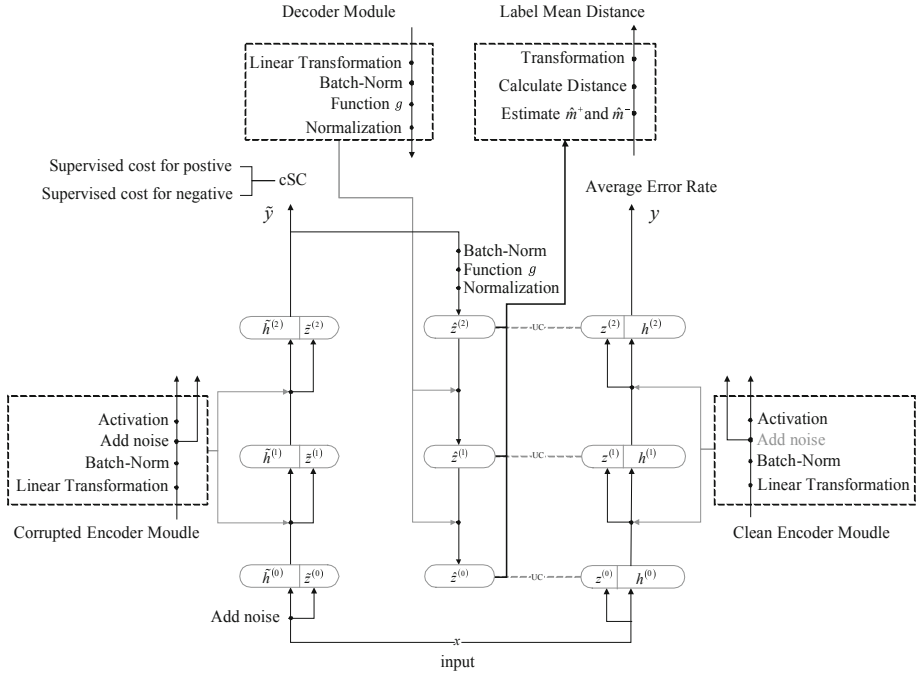 Decoder Module
Label Mean Distance
Linear Transformation
Batch-Norm
Function g
Normalization
Transformation
Calculate Distance
Estimate m̂⁺ and m̂⁻
Supervised cost for postive
Supervised cost for negative
cSC
Average Error Rate
ỹ
y
Batch-Norm
Function g
Normalization
h̃⁽²⁾ z̃⁽²⁾
ẑ⁽²⁾
UC
z⁽²⁾ h⁽²⁾
Activation
Add noise
Batch-Norm
Linear Transformation
Corrupted Encoder Moudle
h̃⁽¹⁾ z̃⁽¹⁾
ẑ⁽¹⁾
UC
z⁽¹⁾ h⁽¹⁾
Activation
Add noise
Batch-Norm
Linear Transformation
Clean Encoder Moudle
h̃⁽⁰⁾ z̃⁽⁰⁾
ẑ⁽⁰⁾
UC
z⁽⁰⁾ h⁽⁰⁾
Add noise
x
input